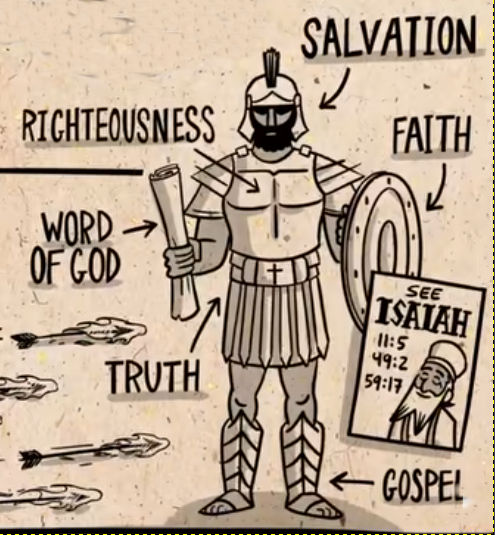 SALVATION
RIGHTEOUSNESS
FAITH
WORD
OF GOD
SEE
ISAIAH
11:5
49:2
59:17
TRUTH
GOSPEL